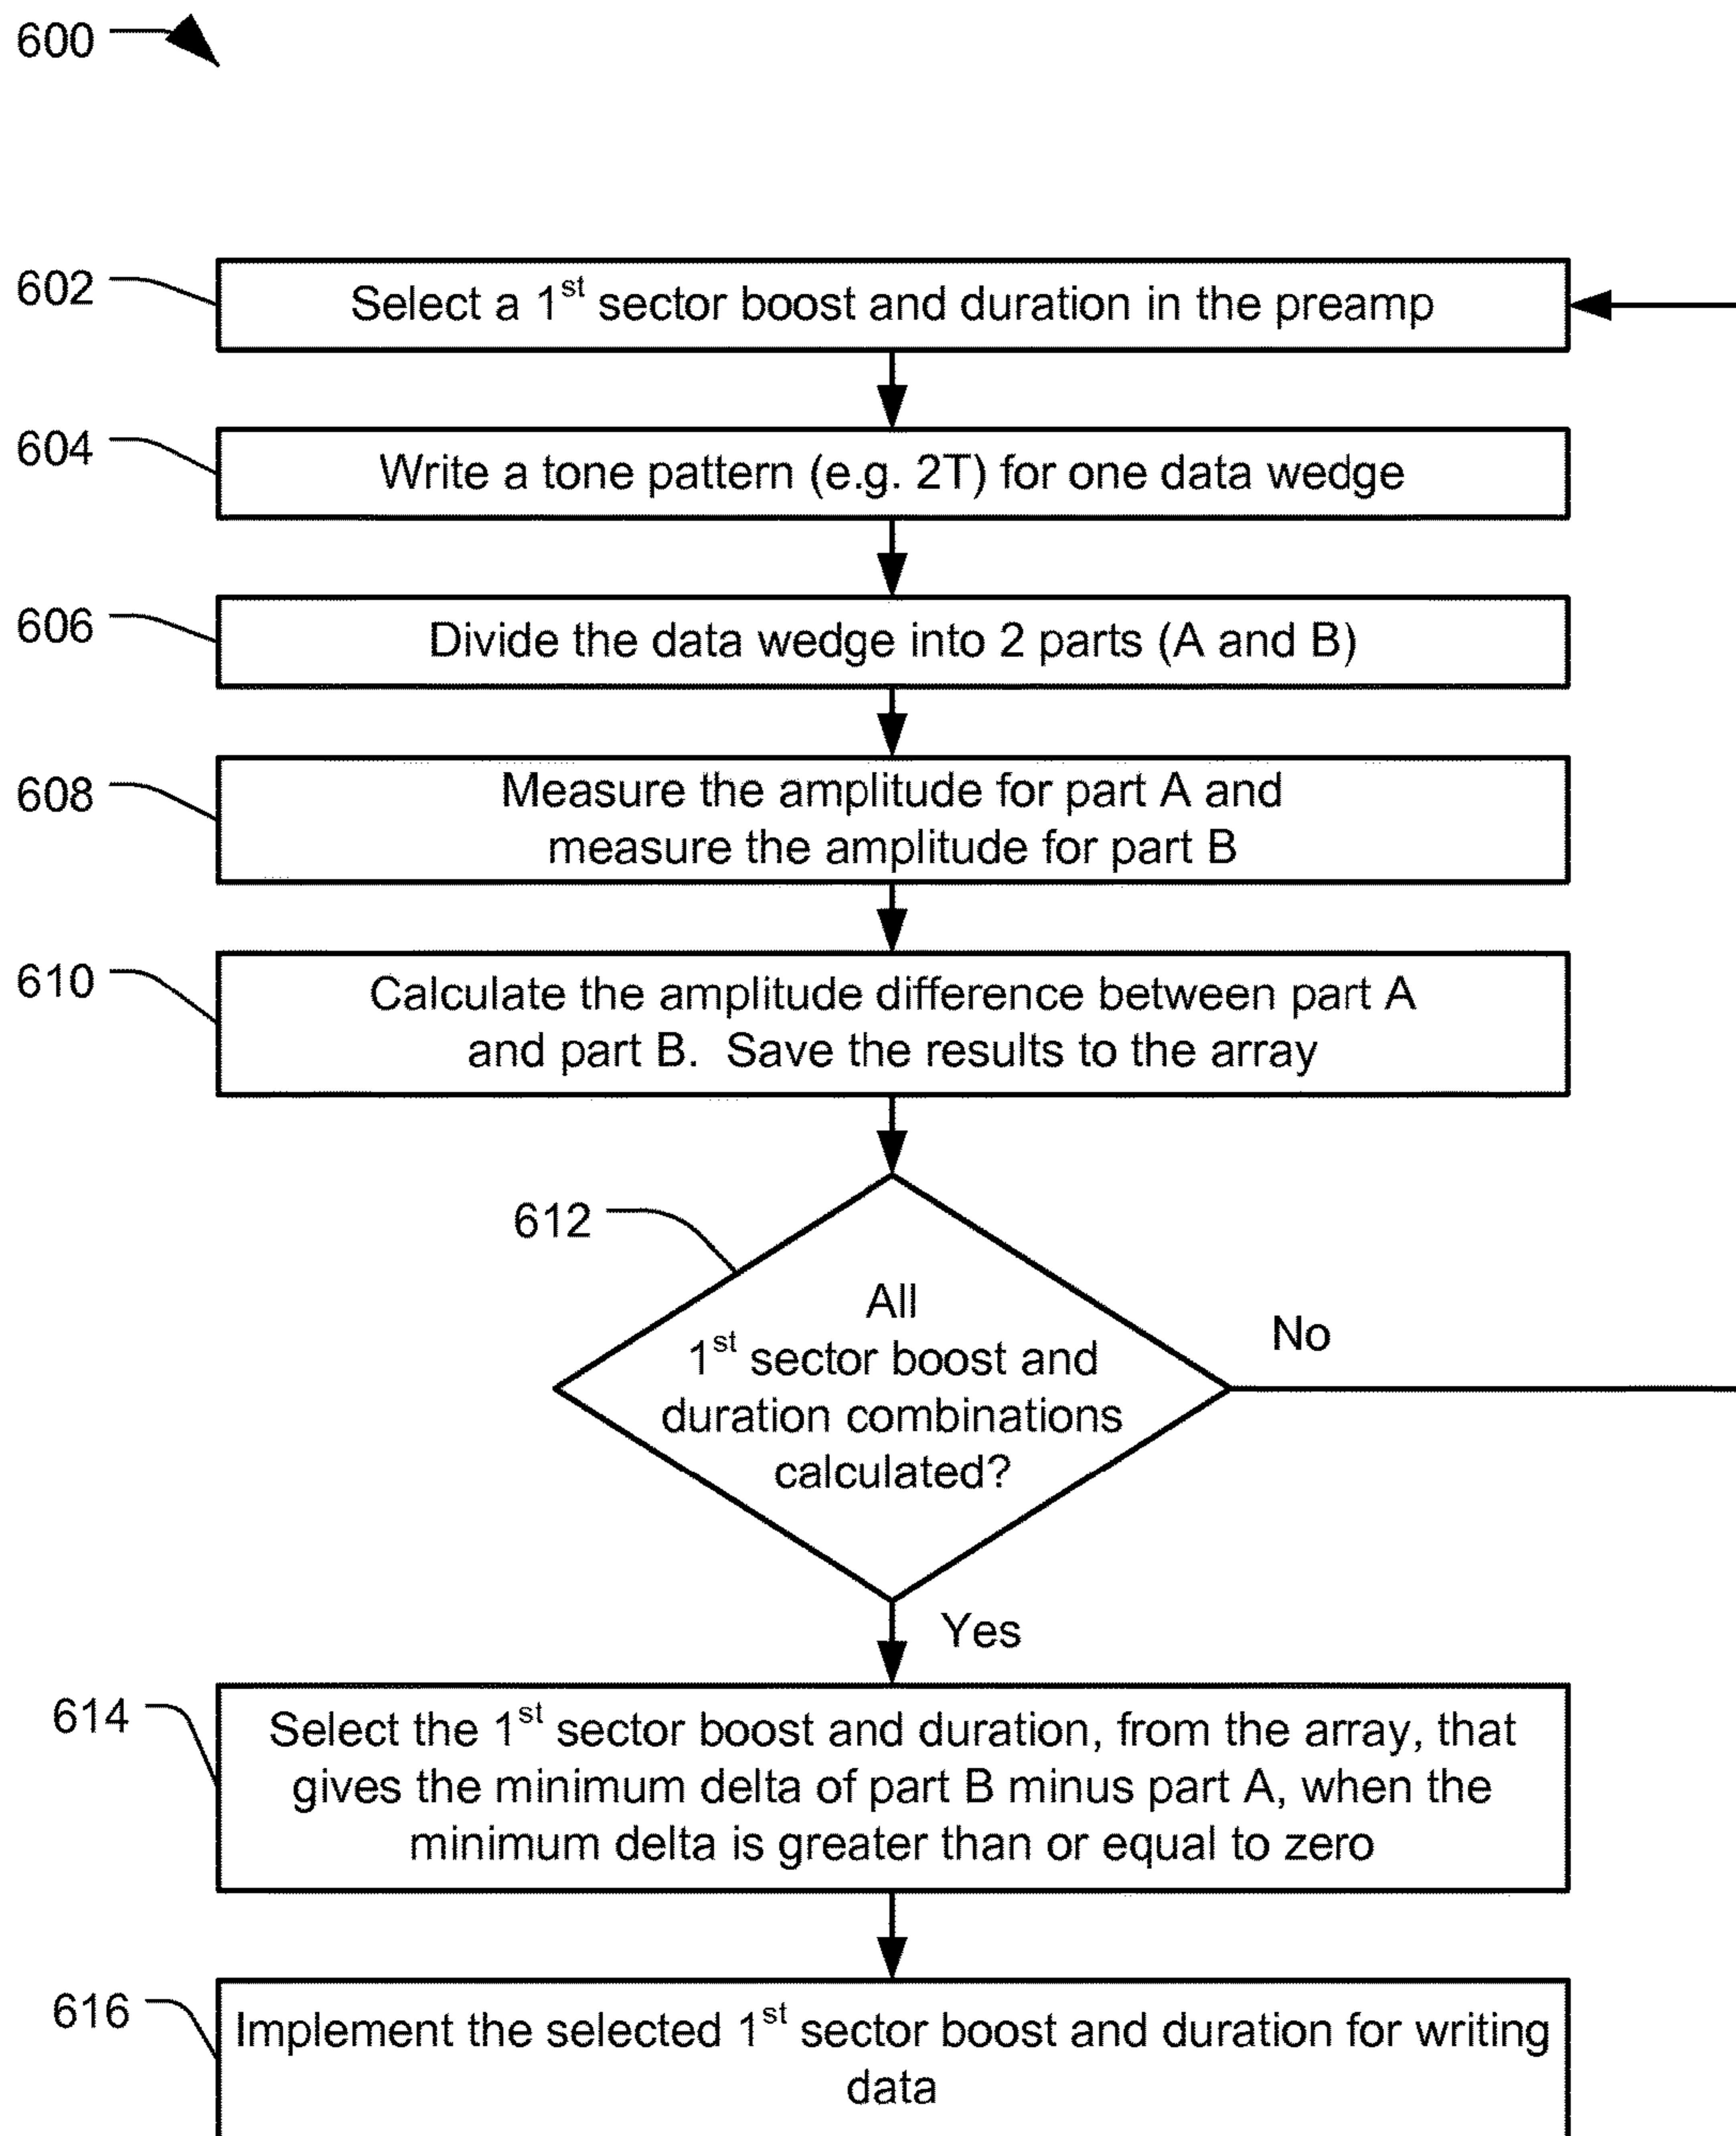 600
602
Select a 1st sector boost and duration in the preamp
604
Write a tone pattern (e.g. 2T) for one data wedge
606
Divide the data wedge into 2 parts (A and B)
608
Measure the amplitude for part A and
measure the amplitude for part B
610
Calculate the amplitude difference between part A
and part B.  Save the results to the array
612
All
1st sector boost and
duration combinations
calculated?
No
Yes
614
Select the 1st sector boost and duration, from the array, that
gives the minimum delta of part B minus part A, when the
minimum delta is greater than or equal to zero
616
Implement the selected 1st sector boost and duration for writing
data